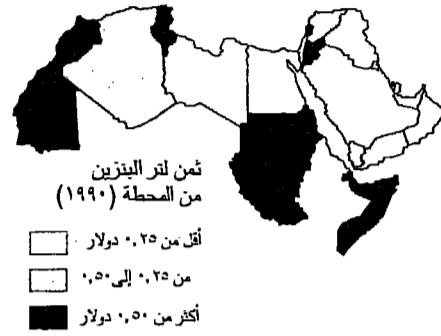 ثمن لتر البنزين
من المحطة (١٩٩٠)
أقل من ٠,٢٥ دولار
من ٠,٢٥ إلى ٠,٥٠
أكثر من ٠,٥٠ دولار